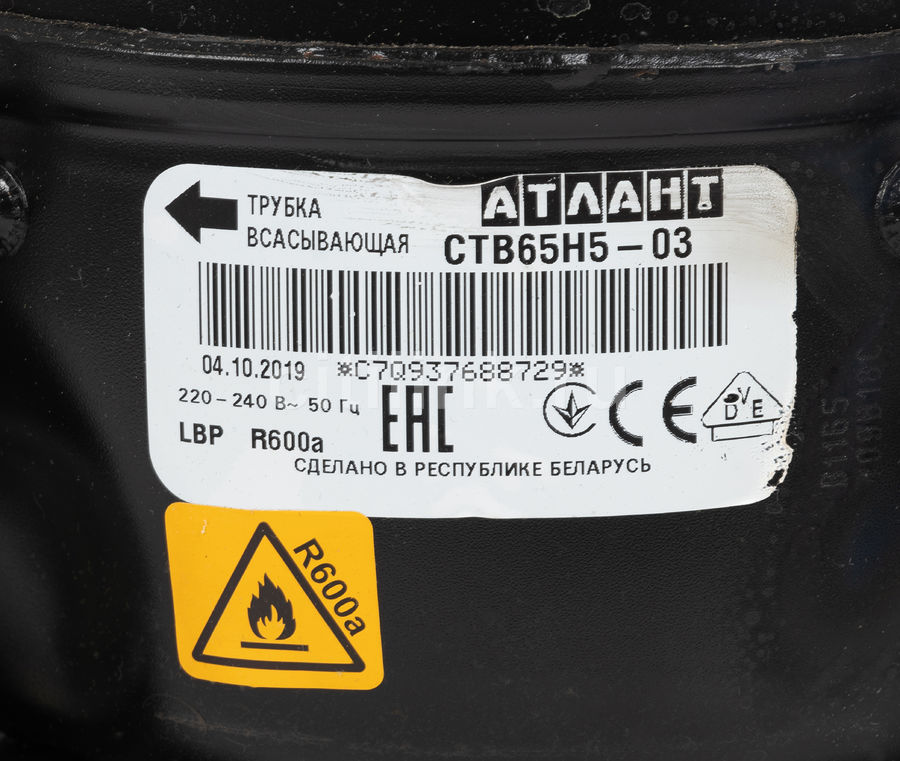 АТЛАНТ
ТРУБКА
ВСАСЫВАЮЩАЯ
СТВ65Н5-03
04.10.2019 *C7Q937688729*
220-240 В~ 50 Гц
EAC
CE
DVE
LBP R600a
СДЕЛАНО В РЕСПУБЛИКЕ БЕЛАРУСЬ
R600a